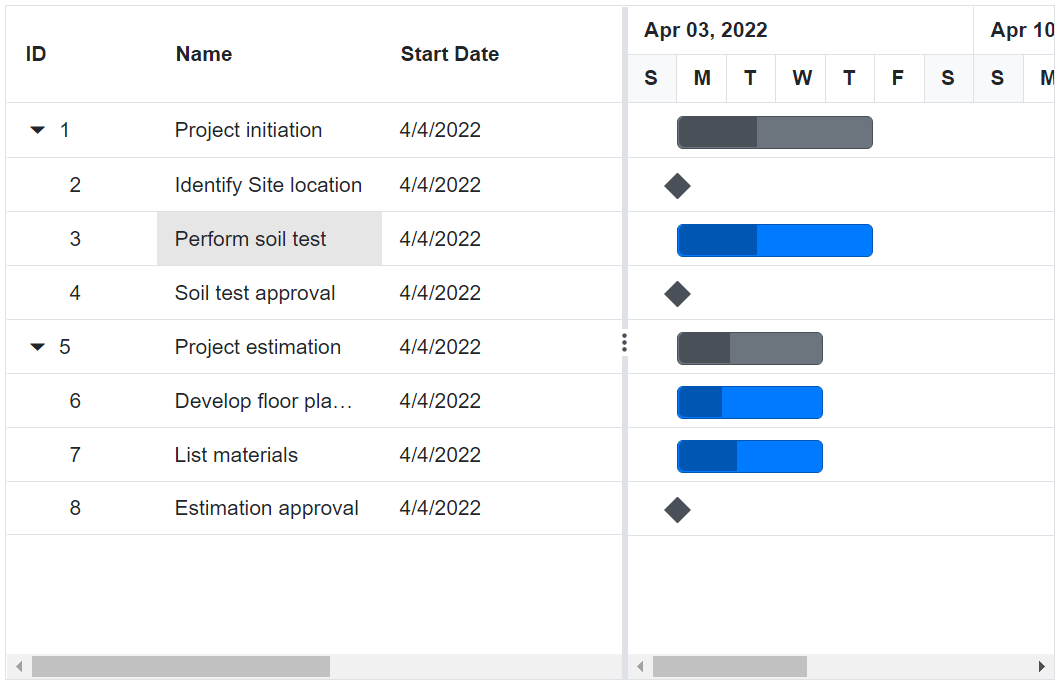 ID Name Start Date Apr 03, 2022 Apr 10
S M T W T F S S M
1 Project initiation 4/4/2022
2 Identify Site location 4/4/2022
3 Perform soil test 4/4/2022
4 Soil test approval 4/4/2022
5 Project estimation 4/4/2022
6 Develop floor pla… 4/4/2022
7 List materials 4/4/2022
8 Estimation approval 4/4/2022